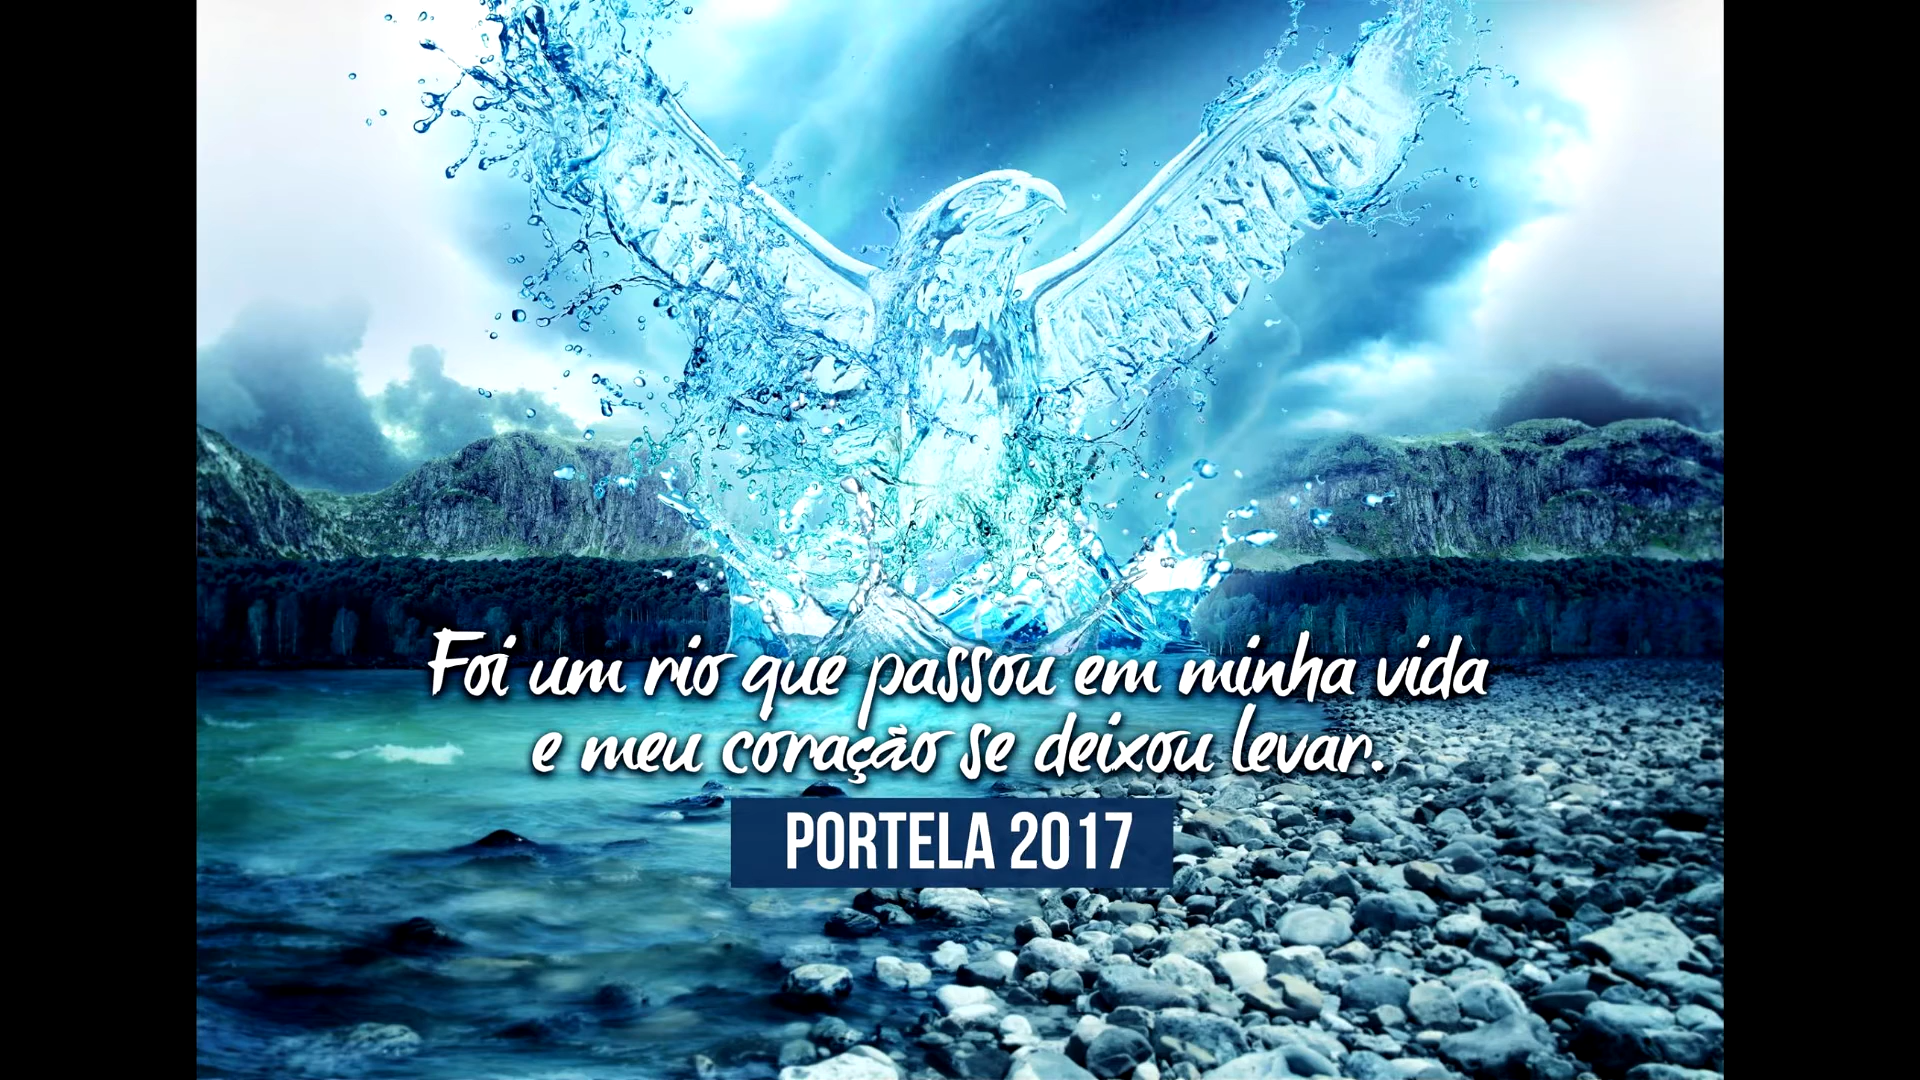 Foi um rio que passou em minha vida
e meu coração se deixou levar.
PORTELA 2017